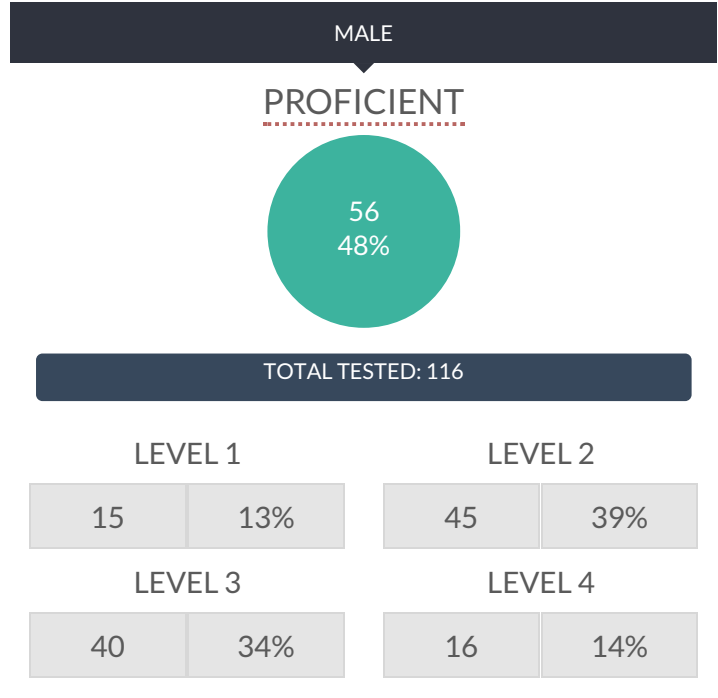 MALE
PROFICIENT
56
48%
TOTAL TESTED: 116
LEVEL 1
15 13%
LEVEL 2
45 39%
LEVEL 3
40 34%
LEVEL 4
16 14%